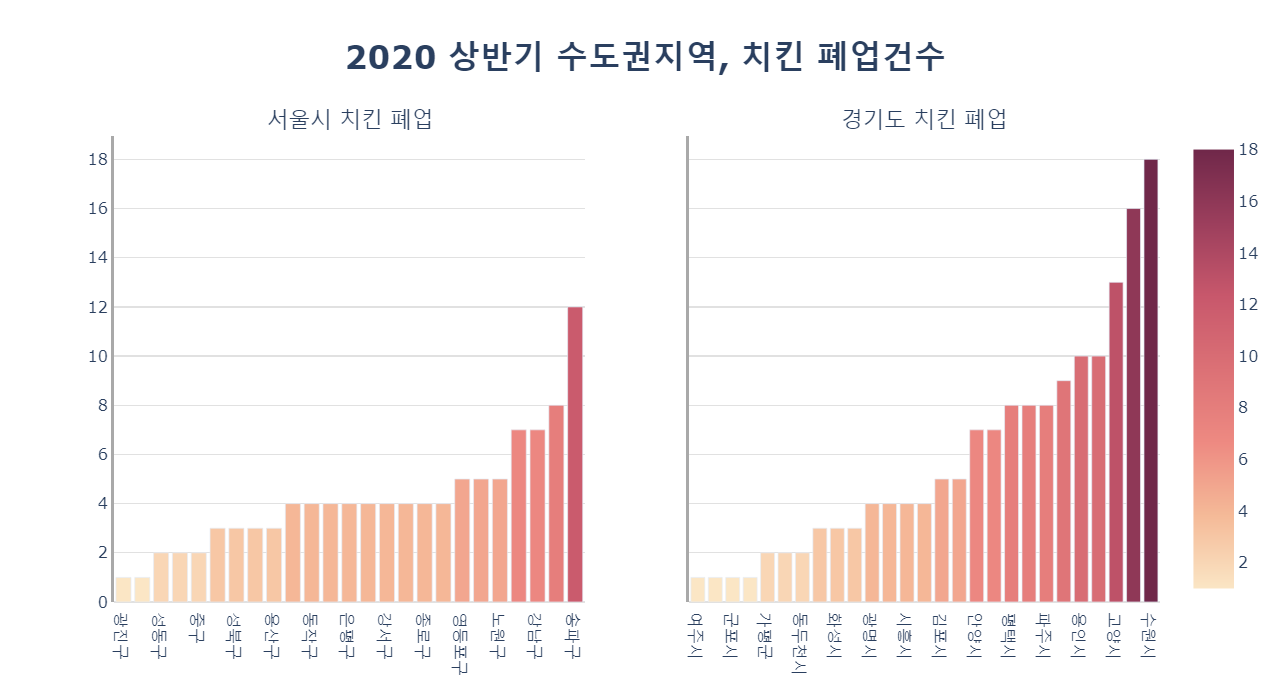 2020 상반기 수도권지역, 치킨 폐업건수
서울시 치킨 폐업
경기도 치킨 폐업
18
16
14
12
10
8
6
4
2
0
광진구
성동구
중구
성북구
용산구
동작구
은평구
강서구
종로구
영등포구
노원구
강남구
송파구
여주시
군포시
가평군
동두천시
화성시
광명시
시흥시
김포시
안양시
평택시
파주시
용인시
고양시
수원시
18
16
14
12
10
8
6
4
2